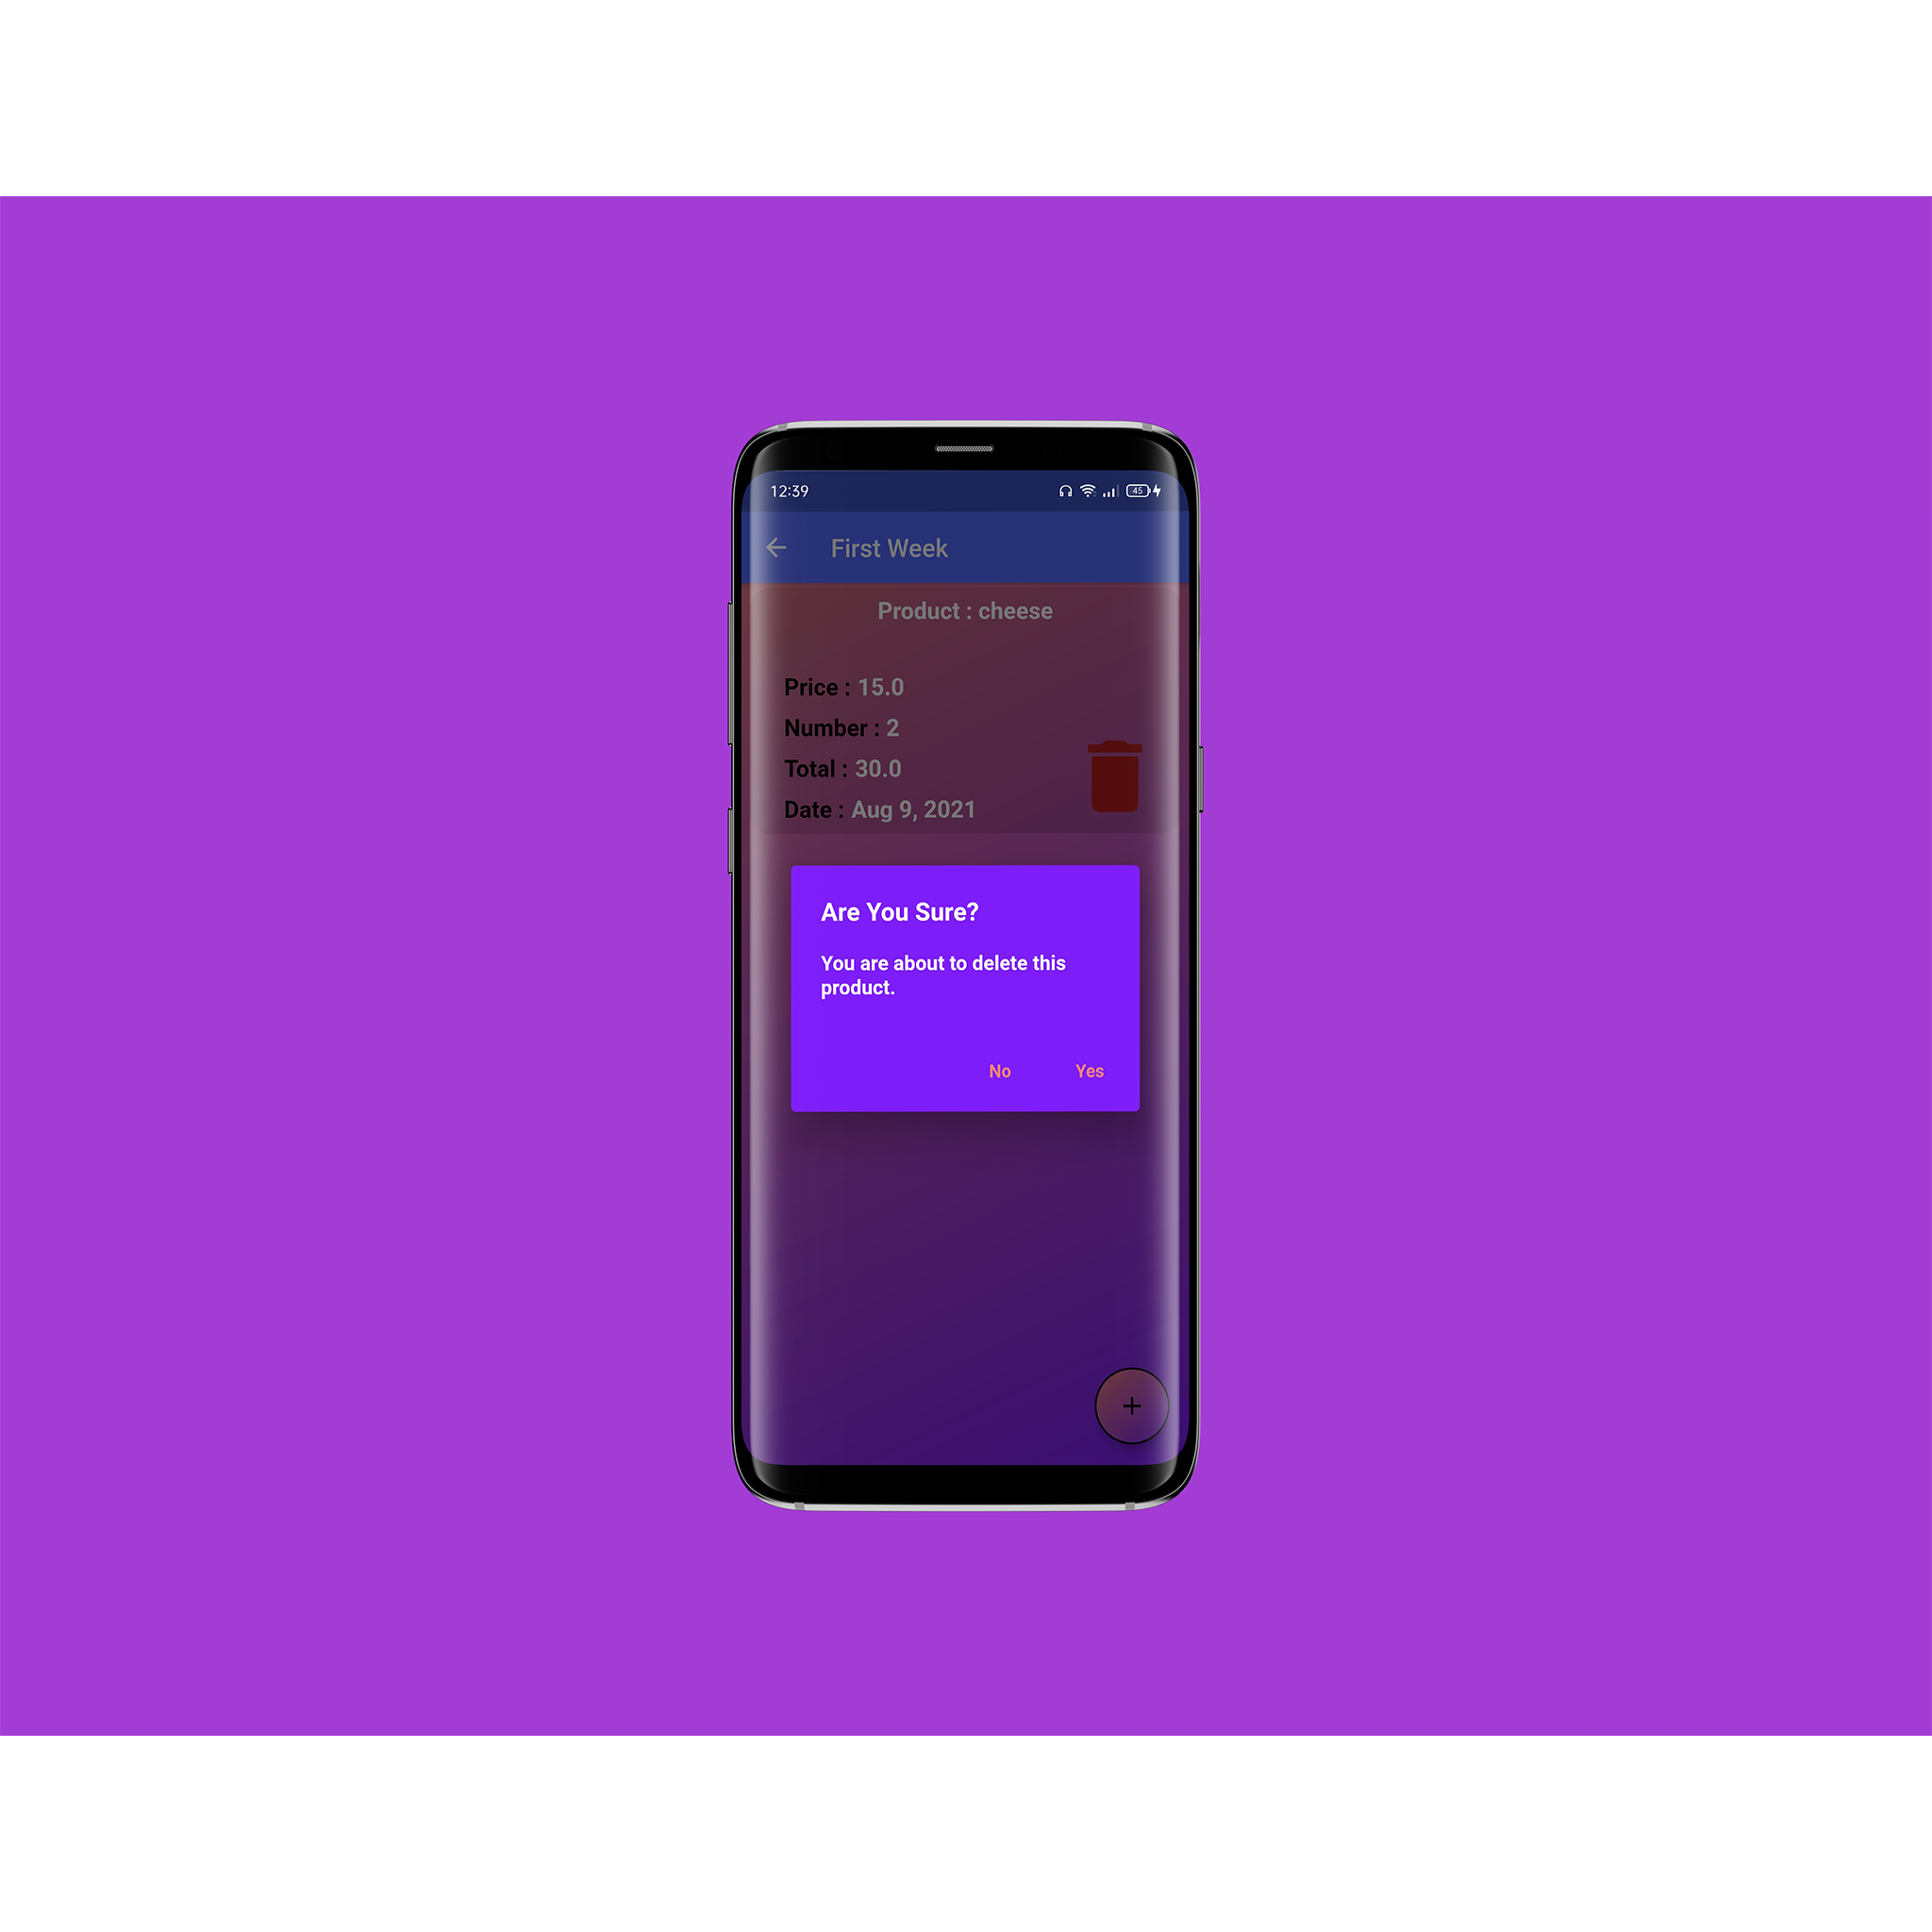 12:39
45
First Week
Product : cheese
Price : 15.0
Number : 2
Total : 30.0
Date : Aug 9, 2021
Are You Sure?
You are about to delete this
product.
No Yes
+